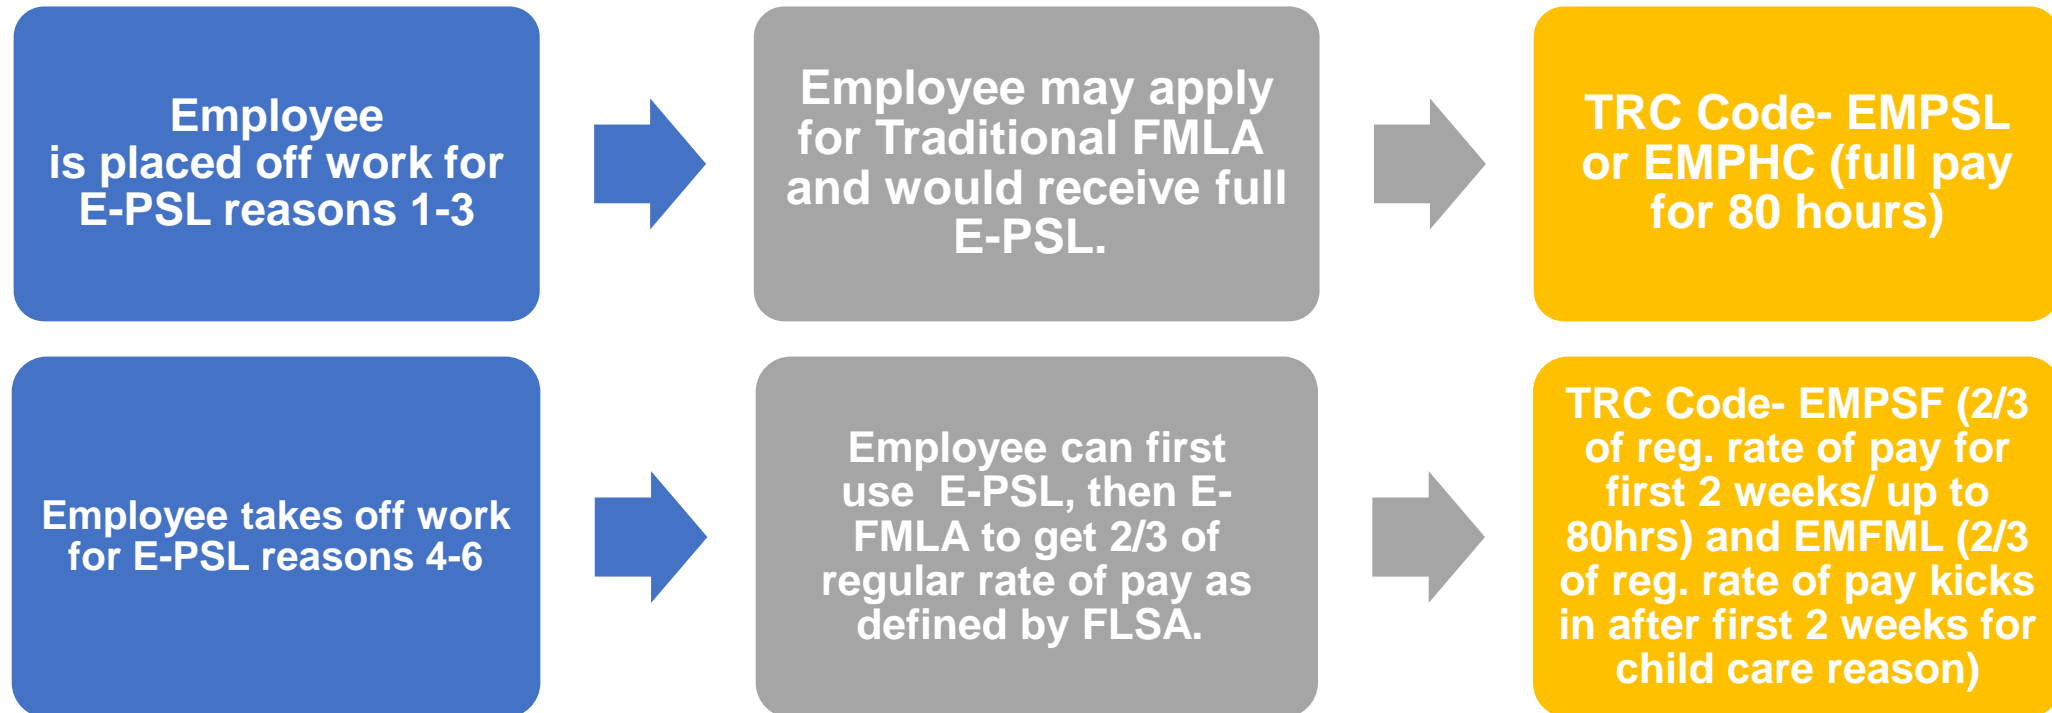 Employee
is placed off work for
E-PSL reasons 1-3
Employee may apply
for Traditional FMLA
and would receive full
E-PSL.
TRC Code- EMPSL
or EMPHC (full pay
for 80 hours)
Employee takes off work
for E-PSL reasons 4-6
Employee can first
use  E-PSL, then E-
FMLA to get 2/3 of
regular rate of pay as
defined by FLSA.
TRC Code- EMPSF (2/3
of reg. rate of pay for
first 2 weeks/ up to
80hrs) and EMFML (2/3
of reg. rate of pay kicks
in after first 2 weeks for
child care reason)